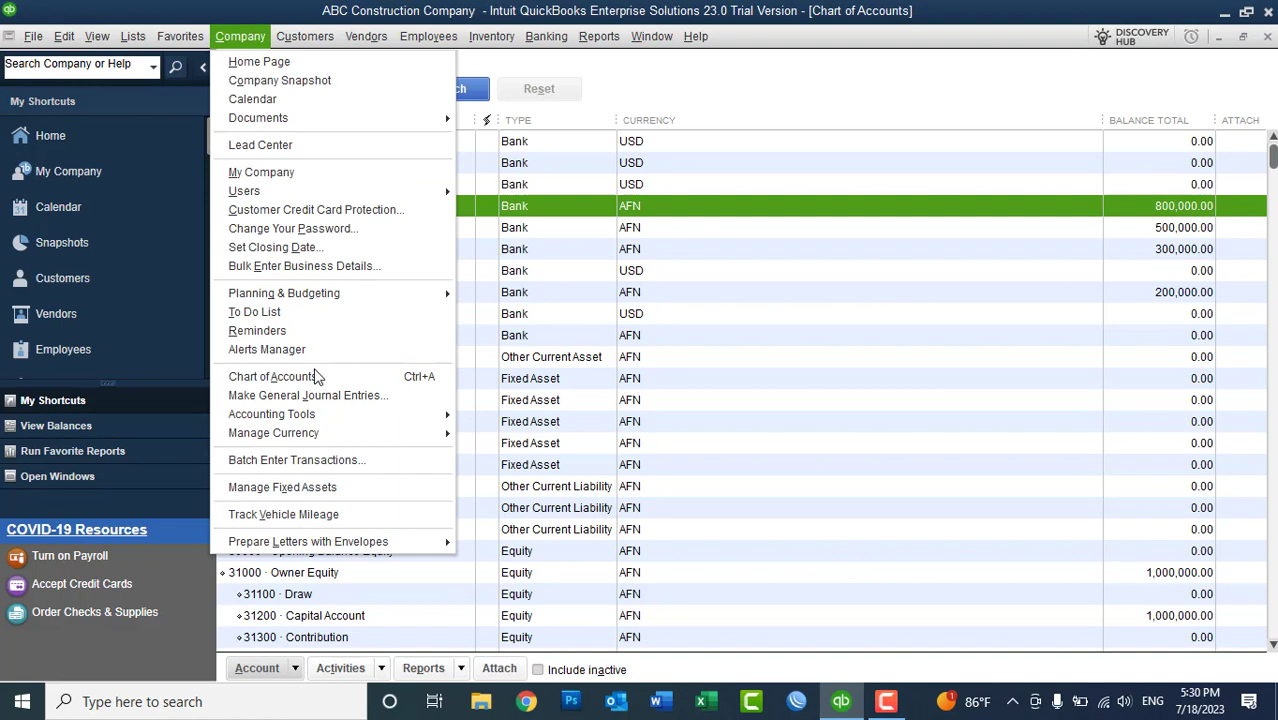 ABC Construction Company - Intuit QuickBooks Enterprise Solutions 23.0 Trial Version - [Chart of Accounts]
File Edit View Lists Favorites Company Customers Vendors Employees Inventory Banking Reports Window Help DISCOVERY HUB
Search Company or Help
My Shortcuts
Home
My Company
Calendar
Snapshots
Customers
Vendors
Employees
My Shortcuts
View Balances
Run Favorite Reports
Open Windows
COVID-19 Resources
Turn on Payroll
Accept Credit Cards
Order Checks & Supplies
Home Page
Company Snapshot
Calendar
Documents
Lead Center
My Company
Users
Customer Credit Card Protection...
Change Your Password...
Set Closing Date...
Bulk Enter Business Details...
Planning & Budgeting
To Do List
Reminders
Alerts Manager
Chart of Accounts Ctrl+A
Make General Journal Entries...
Accounting Tools
Manage Currency
Batch Enter Transactions...
Manage Fixed Assets
Track Vehicle Mileage
Prepare Letters with Envelopes
ch Reset
TYPE CURRENCY BALANCE TOTAL ATTACH
Bank USD 0.00
Bank USD 0.00
Bank USD 0.00
Bank AFN 800,000.00
Bank AFN 500,000.00
Bank AFN 300,000.00
Bank USD 0.00
Bank AFN 200,000.00
Bank USD 0.00
Bank AFN 0.00
Other Current Asset AFN 0.00
Fixed Asset AFN 0.00
Fixed Asset AFN 0.00
Fixed Asset AFN 0.00
Fixed Asset AFN 0.00
Fixed Asset AFN 0.00
Other Current Liability AFN 0.00
Other Current Liability AFN 0.00
Other Current Liability AFN 0.00
Equity AFN 0.00
31000 · Owner Equity Equity AFN 1,000,000.00
31100 · Draw Equity AFN 0.00
31200 · Capital Account Equity AFN 1,000,000.00
31300 · Contribution Equity AFN 0.00
Account Activities Reports Attach Include inactive
Type here to search
1 86°F ENG
5:30 PM
7/18/2023